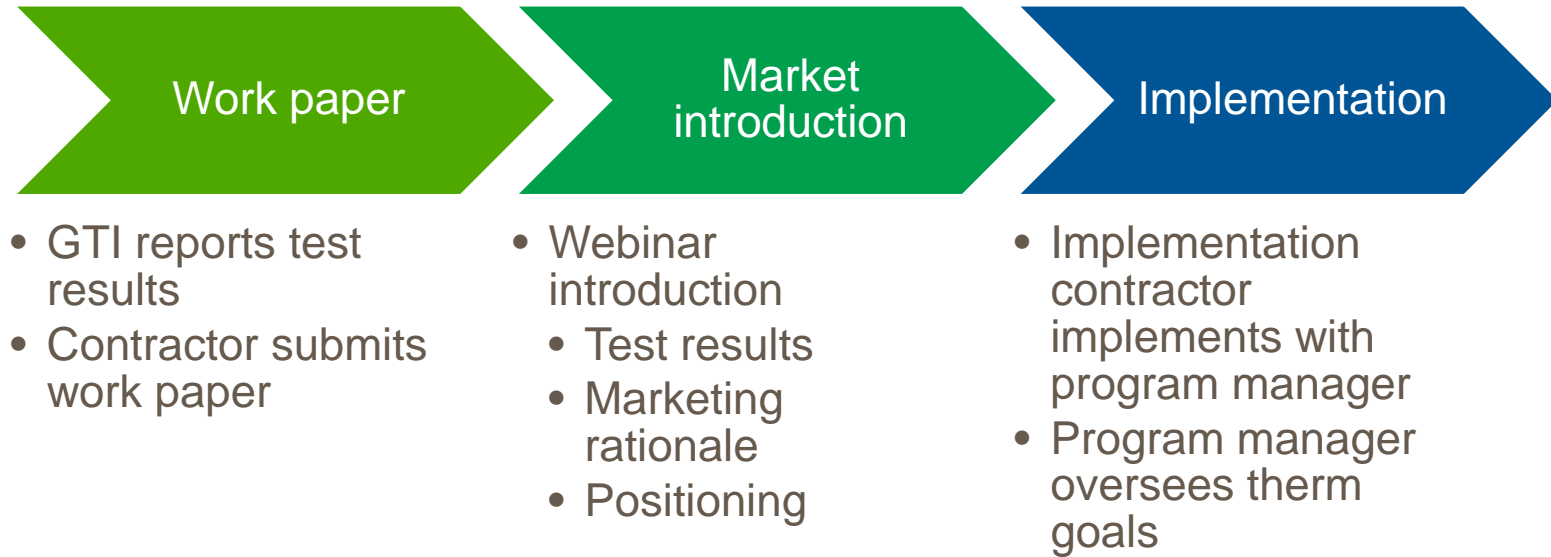 Work paper
Market
introduction
Implementation
• GTI reports test
results
• Contractor submits
work paper
• Webinar
introduction
• Test results
• Marketing
rationale
• Positioning
• Implementation
contractor
implements with
program manager
• Program manager
oversees therm
goals